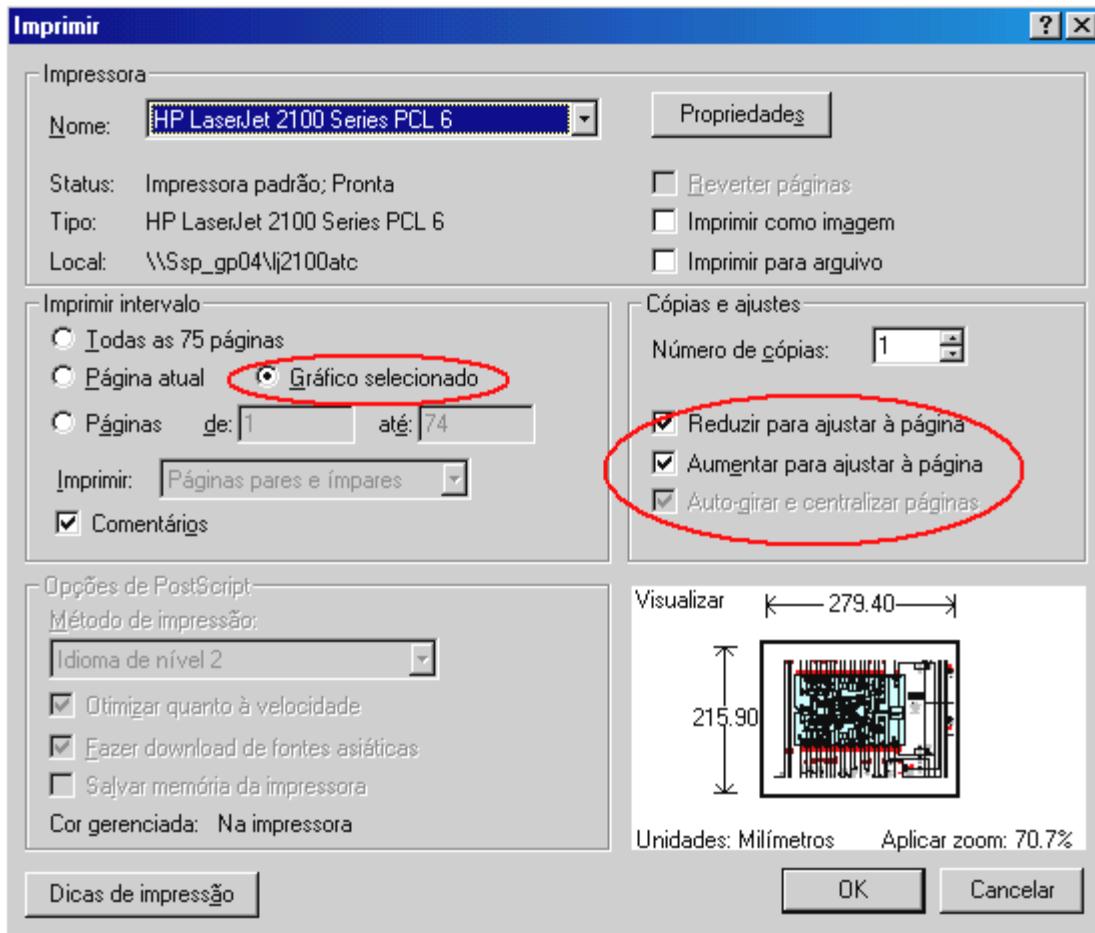 Imprimir
Impressora
Nome: HP LaserJet 2100 Series PCL 6 Propriedades
Status: Impressora padrão; Pronta Reverter páginas
Tipo: HP LaserJet 2100 Series PCL 6 Imprimir como imagem
Local: \\Ssp_gp04\lj2100atc Imprimir para arquivo
Imprimir intervalo
Todas as 75 páginas
Página atual Gráfico selecionado
Páginas de: 1 até: 74
Imprimir: Páginas pares e ímpares
Comentários
Cópias e ajustes
Número de cópias: 1
Reduzir para ajustar à página
Aumentar para ajustar à página
Auto-girar e centralizar páginas
Opções de PostScript
Método de impressão:
Idioma de nível 2
Otimizar quanto à velocidade
Fazer download de fontes asiáticas
Salvar memória da impressora
Cor gerenciada: Na impressora
Visualizar 279.40
215.90
Unidades: Milímetros Aplicar zoom: 70.7%
Dicas de impressão OK Cancelar